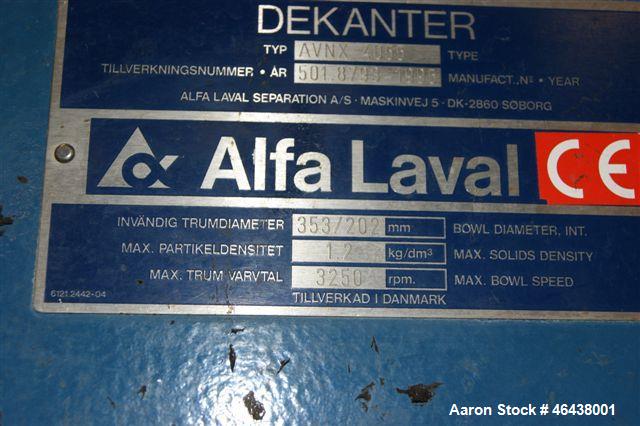 DEKANTER
TYP AVNX TYPE
TILLVERKNINGSNUMMER • ÅR MANUFACT. Nº • YEAR
ALFA LAVAL SEPARATION A/S · MASKINVEJ 5 · DK-2860 SØBORG
Alfa Laval CE
INVÄNDIG TRUMDIAMETER 353/202 mm BOWL DIAMETER, INT.
MAX. PARTIKELDENSITET 1.2 kg/dm³ MAX. SOLIDS DENSITY
MAX. TRUM VARVTAL 3250 rpm. MAX. BOWL SPEED
6121.2442-04 TILLVERKAD I DANMARK
Aaron Stock # 46438001